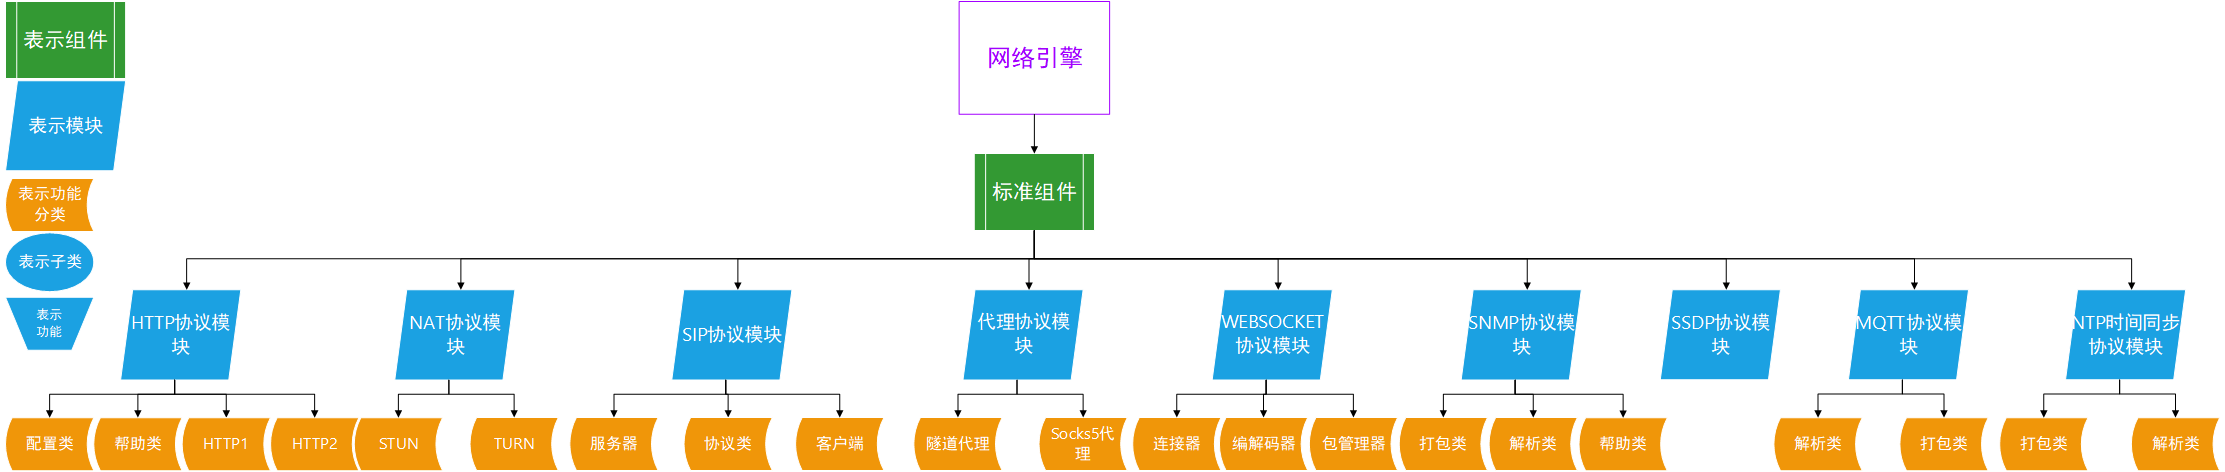 表示组件
网络引擎
表示模块
标准组件
表示功能
分类
表示子类
表示
功能
HTTP协议模
块
NAT协议模
块
SIP协议模块
代理协议模
块
WEBSOCKET
协议模块
SNMP协议模
块
SSDP协议模
块
MQTT协议模
块
NTP时间同步
协议模块
配置类
帮助类
HTTP1
HTTP2
STUN
TURN
服务器
协议类
客户端
隧道代理
Socks5代
理
连接器
编解码器
包管理器
打包类
解析类
帮助类
解析类
打包类
打包类
解析类